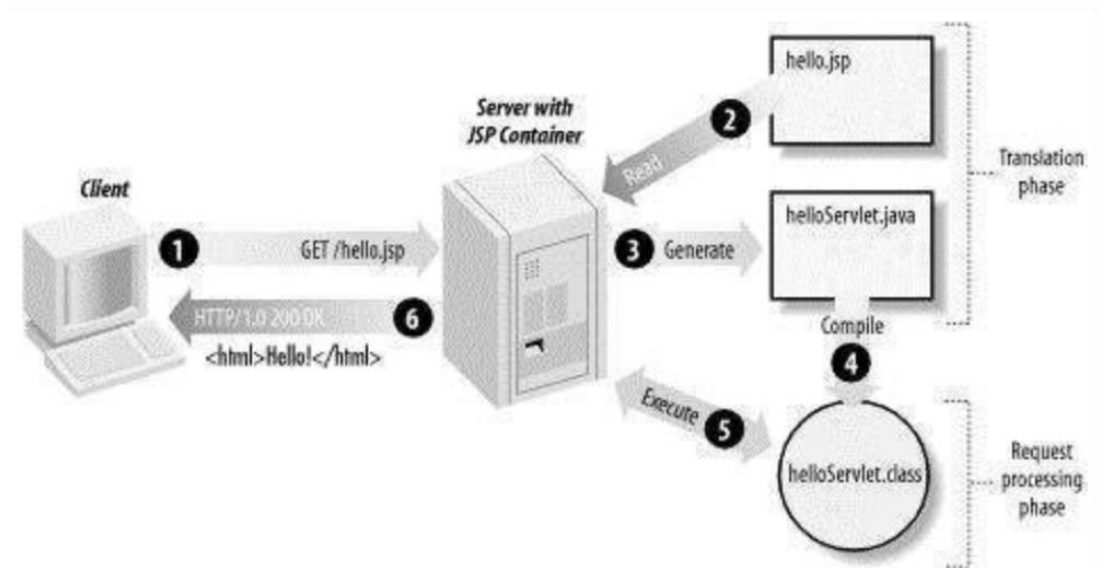 hello.jsp
Server with
JSP Container
2
Read
Translation
phase
Client
helloServlet.java
1
GET /hello.jsp
3
Generate
HTTP/1.0 200 OK
6
<html>Hello!</html>
Compile
4
Execute
5
helloServlet.class
Request
processing
phase